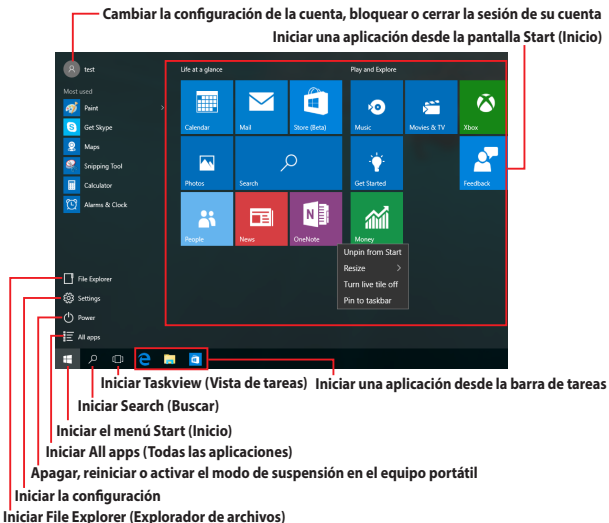 Cambiar la configuración de la cuenta, bloquear o cerrar la sesión de su cuenta
Iniciar una aplicación desde la pantalla Start (Inicio)
test
Life at a glance
Play and Explore
Most used
Paint
Get Skype
Maps
Snipping Tool
Calculator
Alarms & Clock
Calendar
Mail
Store (Beta)
Music
Movies & TV
Xbox
Photos
Search
Get Started
Feedback
People
News
OneNote
Money
Unpin from Start
Resize
Turn live tile off
Pin to taskbar
File Explorer
Settings
Power
All apps
Iniciar Taskview (Vista de tareas)
Iniciar una aplicación desde la barra de tareas
Iniciar Search (Buscar)
Iniciar el menú Start (Inicio)
Iniciar All apps (Todas las aplicaciones)
Apagar, reiniciar o activar el modo de suspensión en el equipo portátil
Iniciar la configuración
Iniciar File Explorer (Explorador de archivos)